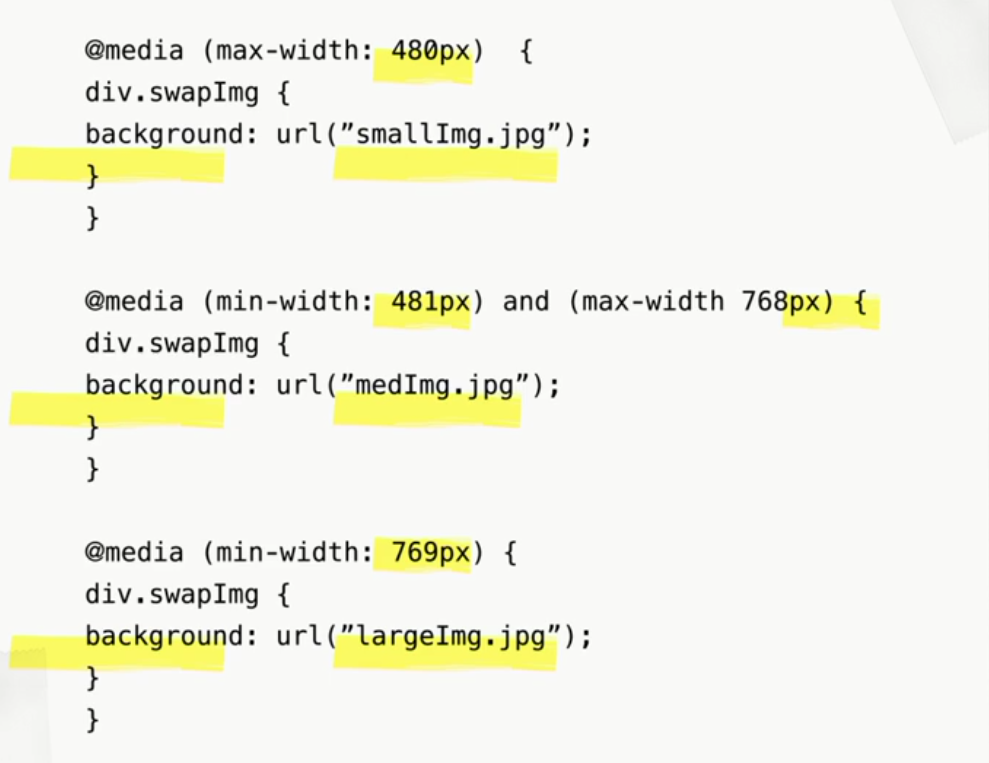 @media (max-width: 480px)  {
div.swapImg {
background: url(”smallImg.jpg”);
}
}
@media (min-width: 481px) and (max-width 768px) {
div.swapImg {
background: url(”medImg.jpg”);
}
}
@media (min-width: 769px) {
div.swapImg {
background: url(”largeImg.jpg”);
}
}